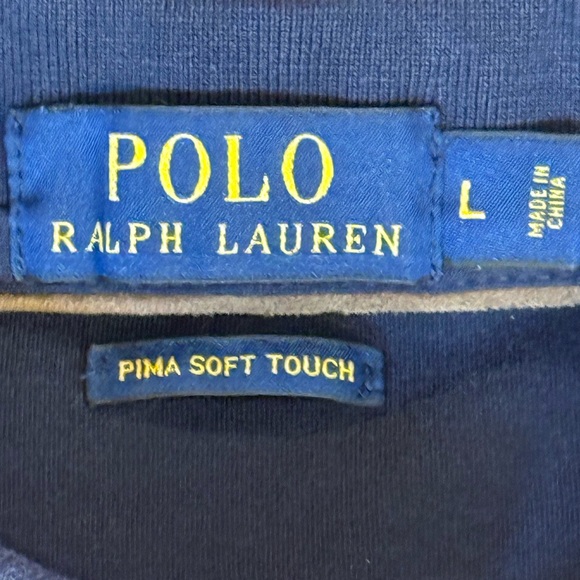 POLO
RALPH LAUREN
L
MADE IN
CHINA
PIMA SOFT TOUCH